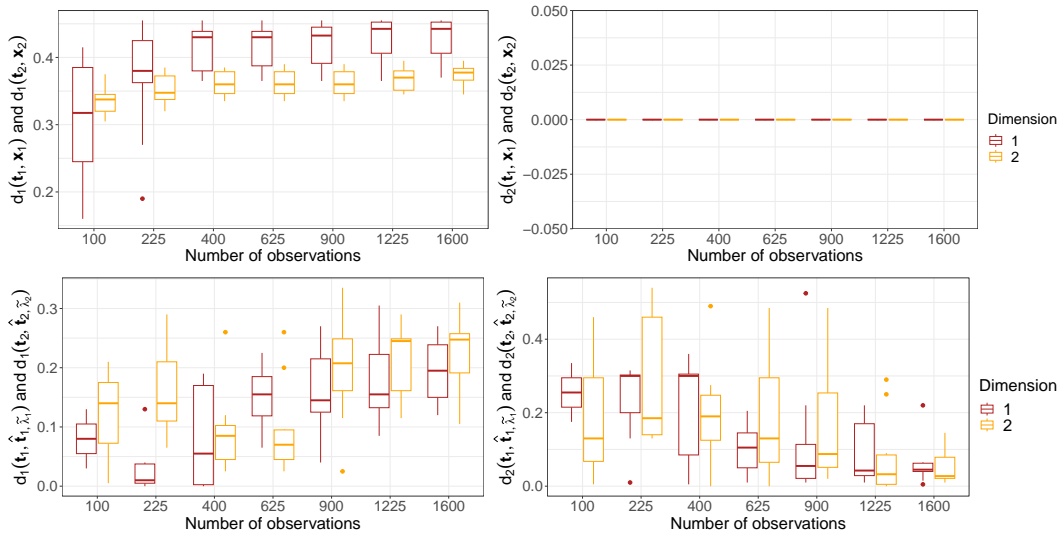 d₁(t₁, x₁) and d₁(t₂, x₂)
0.4
0.3
0.2
100 225 400 625 900 1225 1600
Number of observations
d₂(t₁, x₁) and d₂(t₂, x₂)
0.050
0.025
0.000
−0.025
−0.050
100 225 400 625 900 1225 1600
Number of observations
Dimension
1
2
d₁(t₁, t̂₁,λ̃₁) and d₁(t₂, t̂₂,λ̃₂)
0.3
0.2
0.1
0.0
100 225 400 625 900 1225 1600
Number of observations
d₂(t₁, t̂₁,λ̃₁) and d₂(t₂, t̂₂,λ̃₂)
0.4
0.2
0.0
100 225 400 625 900 1225 1600
Number of observations
Dimension
1
2